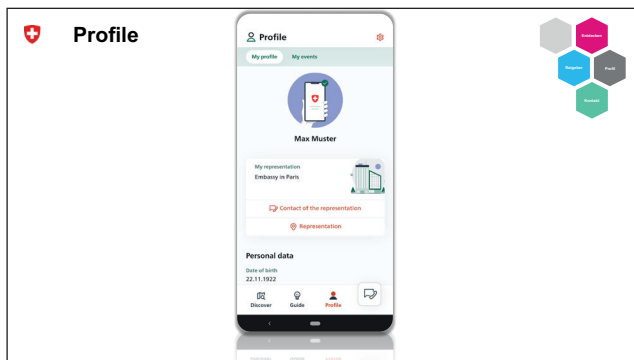 Profile
Profile
My profile My events
Max Muster
My representation
Embassy in Paris
Contact of the representation
Representation
Personal data
Date of birth
22.11.1922
Discover Guide Profile
Entdecken
Ratgeber Profil
Kontakt